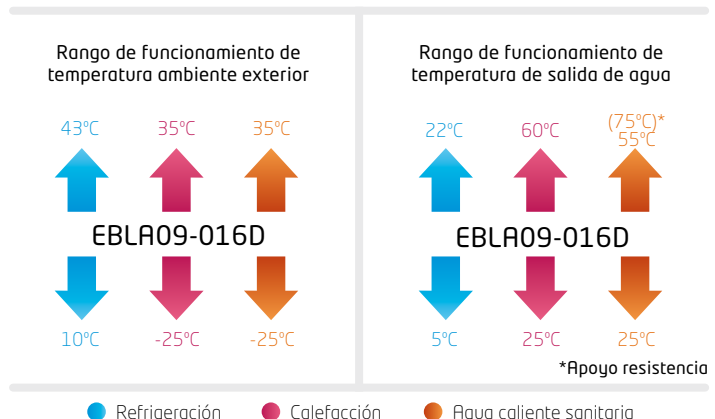 Rango de funcionamiento de
temperatura ambiente exterior
43ºC 35ºC 35ºC
EBLA09-016D
10ºC -25ºC -25ºC
Rango de funcionamiento de
temperatura de salida de agua
22ºC 60ºC (75ºC)*
55ºC
EBLA09-016D
5ºC 25ºC 25ºC
*Apoyo resistencia
Refrigeración Calefacción Agua caliente sanitaria